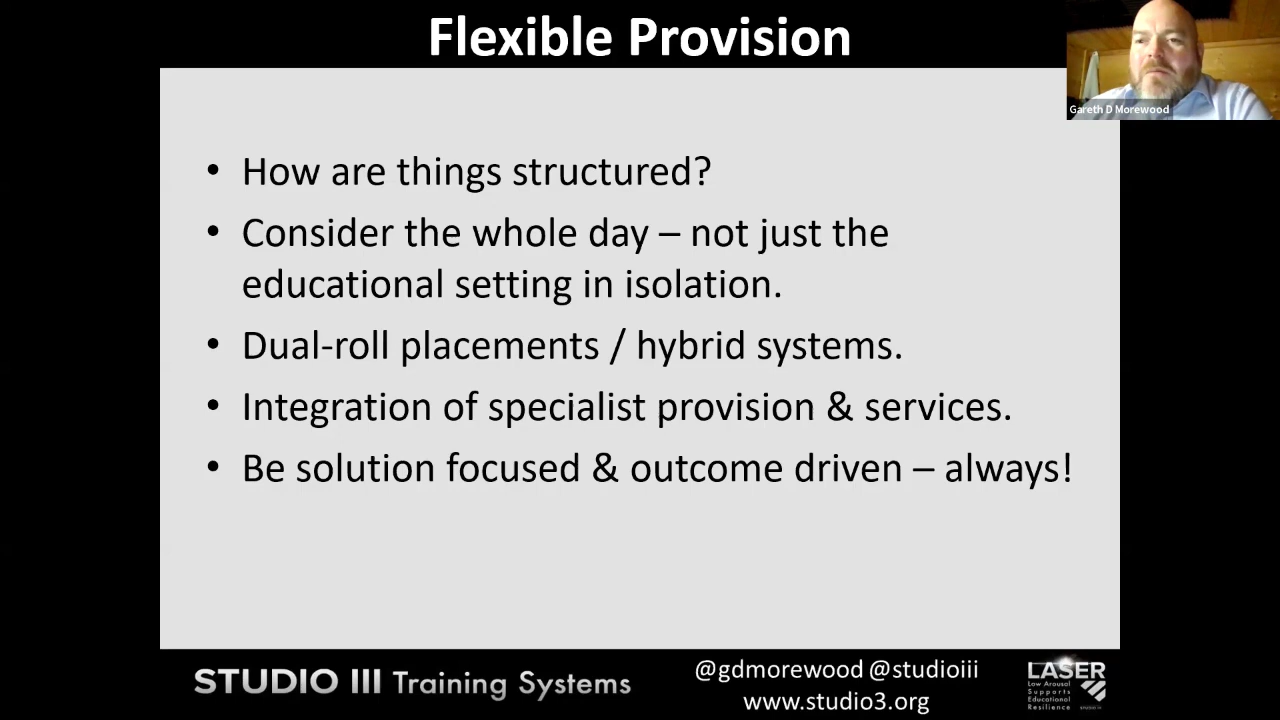 Flexible Provision
Gareth D Morewood
• How are things structured?
• Consider the whole day – not just the
educational setting in isolation.
• Dual-roll placements / hybrid systems.
• Integration of specialist provision & services.
• Be solution focused & outcome driven – always!
STUDIO III Training Systems
@gdmorewood @studioiii
www.studio3.org
LASER
Low Arousal
Supports
Educational
Resilience
STUDIO III